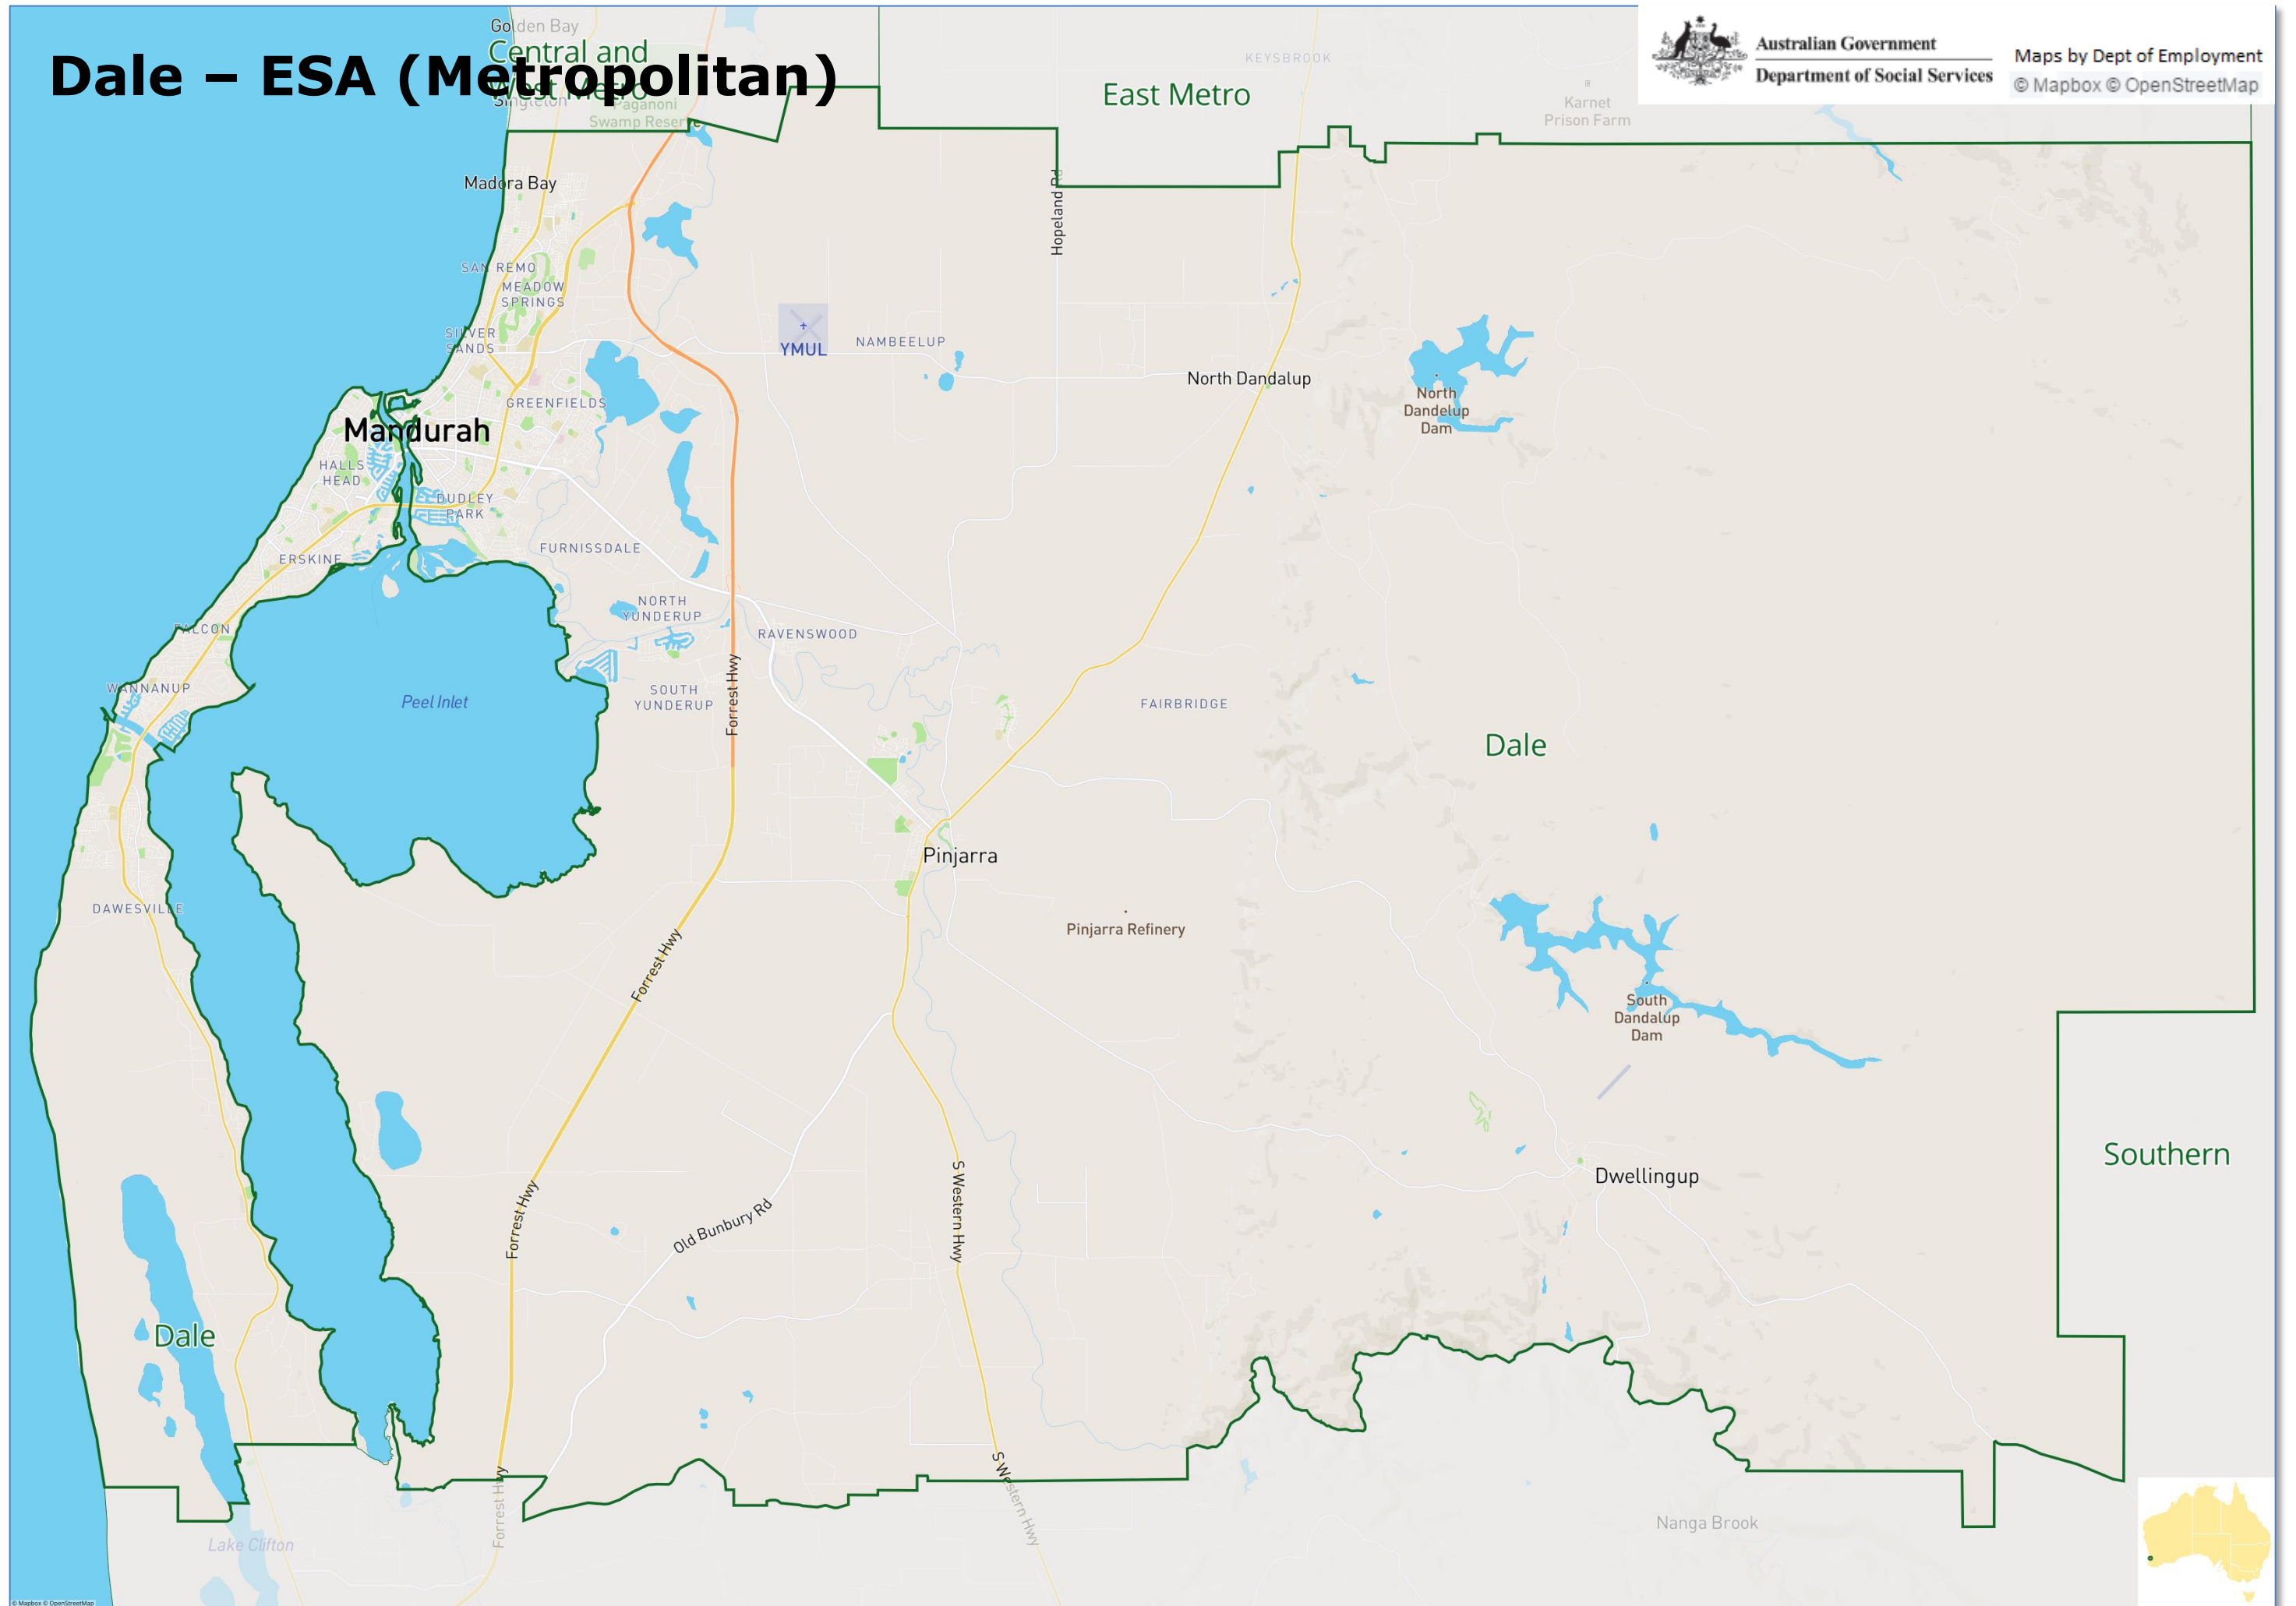 Golden Bay
Central and
West Metro
Dale – ESA (Metropolitan)
Singleton
Paganoni
Swamp Reserve
East Metro
KEYSBROOK
Karnet
Prison Farm
Australian Government
Department of Social Services
Maps by Dept of Employment
© Mapbox © OpenStreetMap
Madora Bay
Hopeland Rd
SAN REMO
MEADOW
SPRINGS
SILVER
SANDS
YMUL
NAMBEELUP
North Dandalup
North
Dandelup
Dam
GREENFIELDS
Mandurah
HALLS
HEAD
DUDLEY
PARK
ERSKINE
FURNISSDALE
NORTH
YUNDERUP
RAVENSWOOD
FALCON
WANNANUP
Peel Inlet
SOUTH
YUNDERUP
Forrest Hwy
FAIRBRIDGE
Dale
Pinjarra
DAWESVILLE
Pinjarra Refinery
Forrest Hwy
South
Dandalup
Dam
Southern
Dwellingup
Forrest Hwy
Old Bunbury Rd
S Western Hwy
Dale
Forrest Hwy
S Western Hwy
Lake Clifton
Nanga Brook
© Mapbox © OpenStreetMap